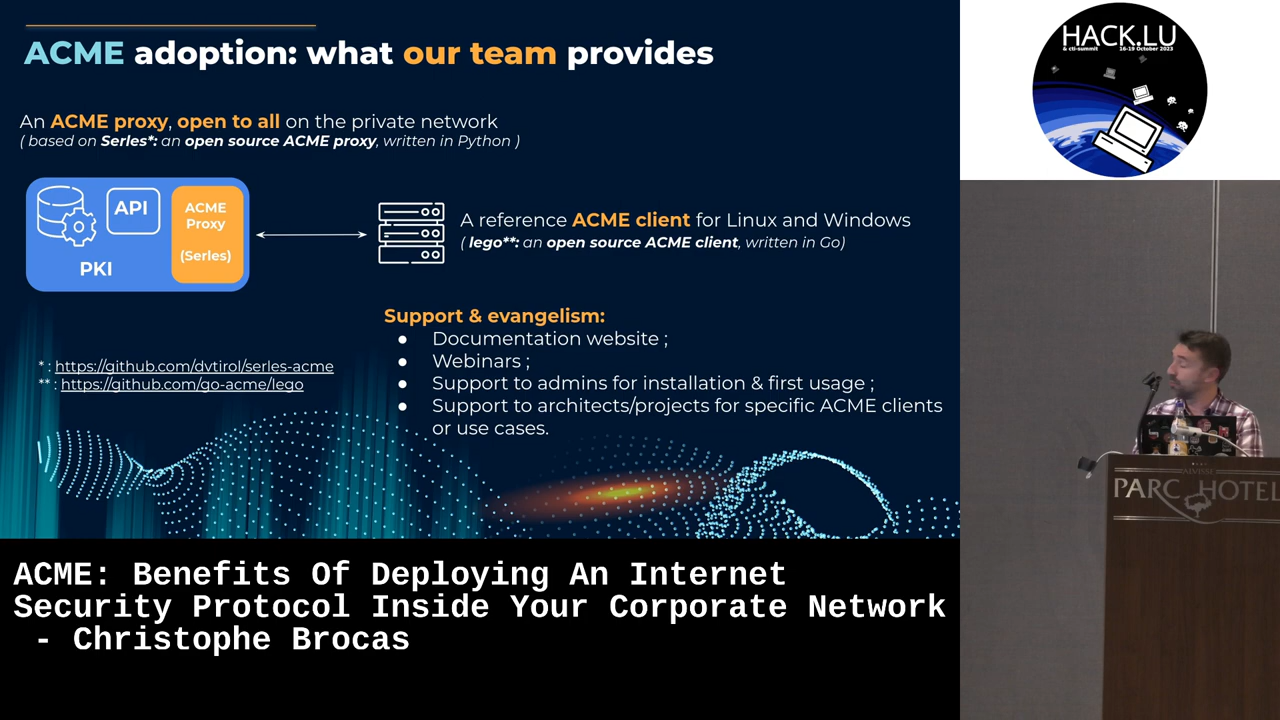 ACME adoption: what our team provides
An ACME proxy, open to all on the private network
( based on Serles*: an open source ACME proxy, written in Python )
API
ACME
Proxy
(Serles)
PKI
A reference ACME client for Linux and Windows
( lego**: an open source ACME client, written in Go)
Support & evangelism:
● Documentation website ;
● Webinars ;
● Support to admins for installation & first usage ;
● Support to architects/projects for specific ACME clients
or use cases.
* : https://github.com/dvtirol/serles-acme
** : https://github.com/go-acme/lego
HACK.LU
& cti-summit 16-19 October 2023
PARC HOTEL
ACME: Benefits Of Deploying An Internet
Security Protocol Inside Your Corporate Network
- Christophe Brocas